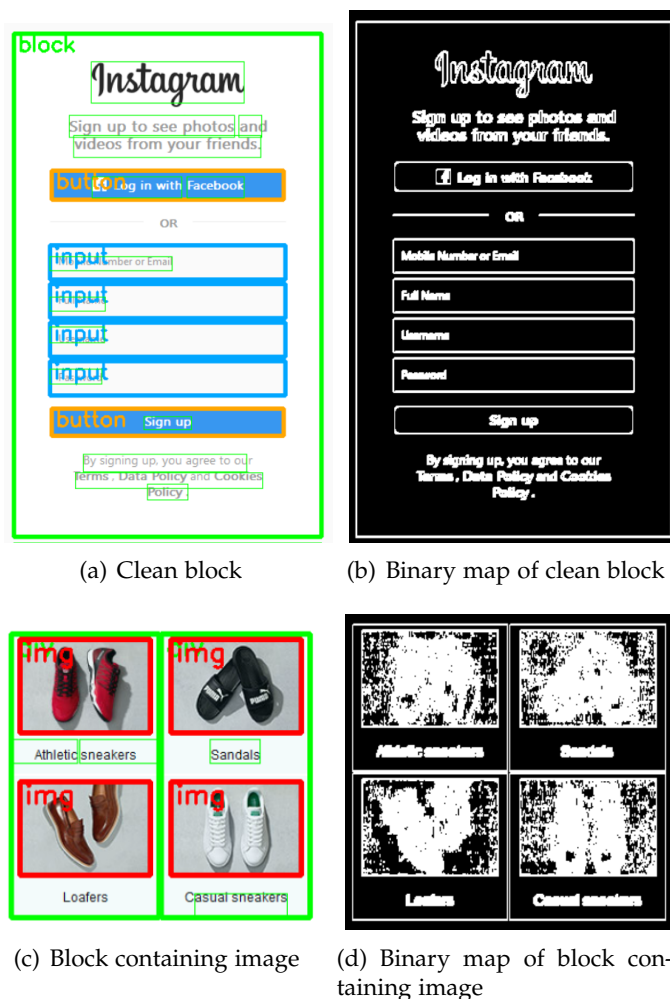 block
Instagram
Sign up to see photos and
videos from your friends.
button Log in with Facebook
OR
input
Mobile Number or Email
input
input
input
Password
button Sign up
By signing up, you agree to our
Terms , Data Policy and Cookies
Policy .
Instagram
Sign up to see photos and
videos from your friends.
Log in with Facebook
OR
Mobile Number or Email
Full Name
Username
Password
Sign up
By signing up, you agree to our
Terms , Data Policy and Cookies
Policy .
(a) Clean block
(b) Binary map of clean block
img
img
PUMA
Athletic sneakers
Sandals
img
img
Loafers
Casual sneakers
Athletic sneakers
Sandals
Loafers
Casual sneakers
(c) Block containing image
(d) Binary map of block con-
taining image